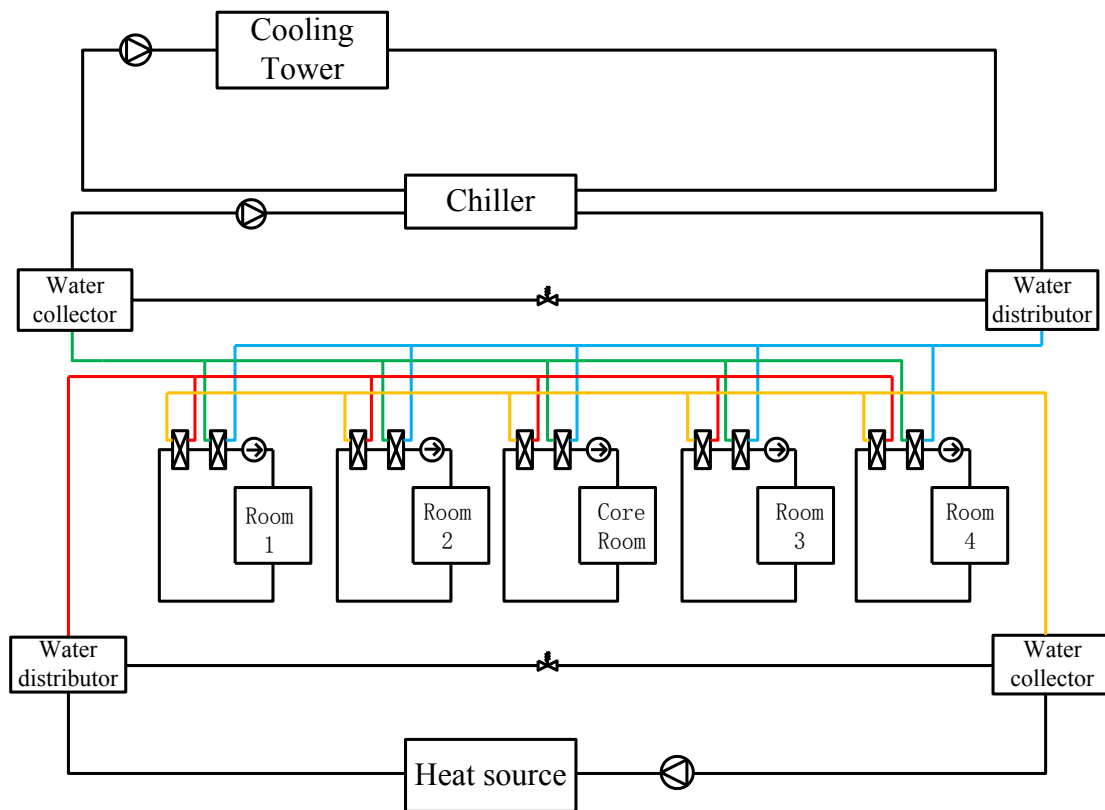 Cooling
Tower
Chiller
Water
collector
Water
distributor
Room
1
Room
2
Core
Room
Room
3
Room
4
Water
distributor
Water
collector
Heat source